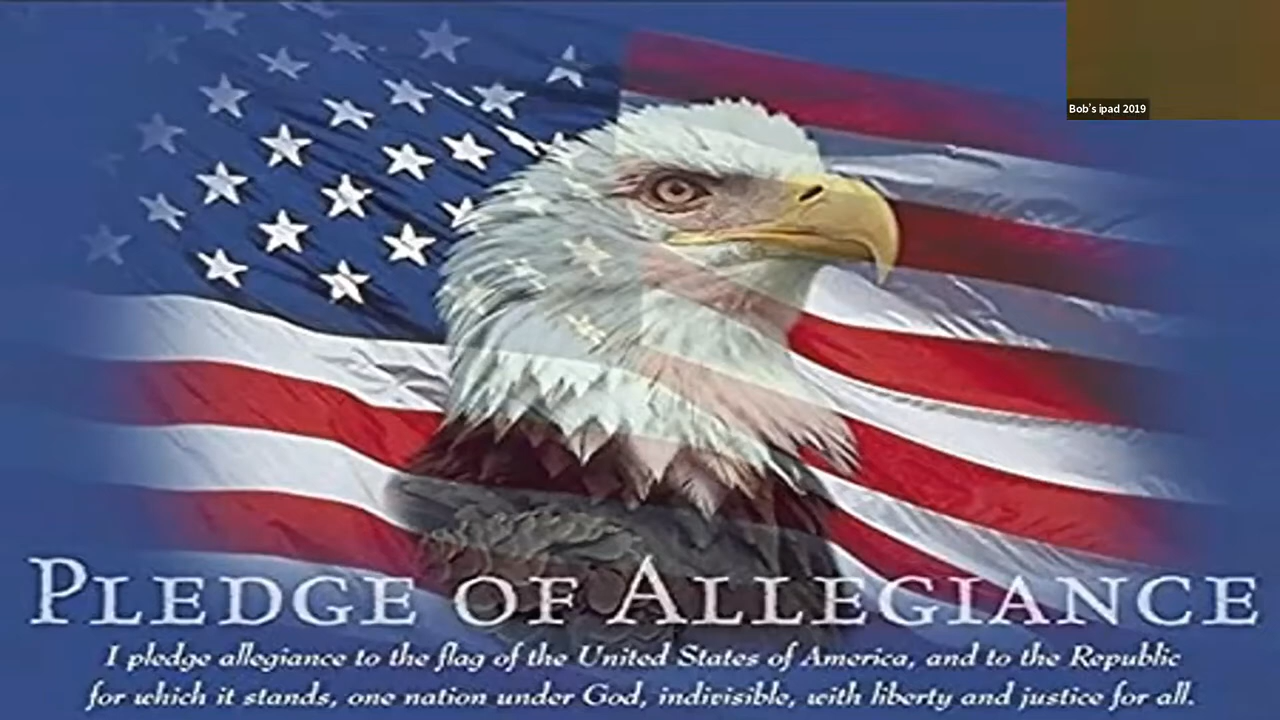 Bob's ipad 2019
PLEDGE OF ALLEGIANCE
I pledge allegiance to the flag of the United States of America, and to the Republic
for which it stands, one nation under God, indivisible, with liberty and justice for all.